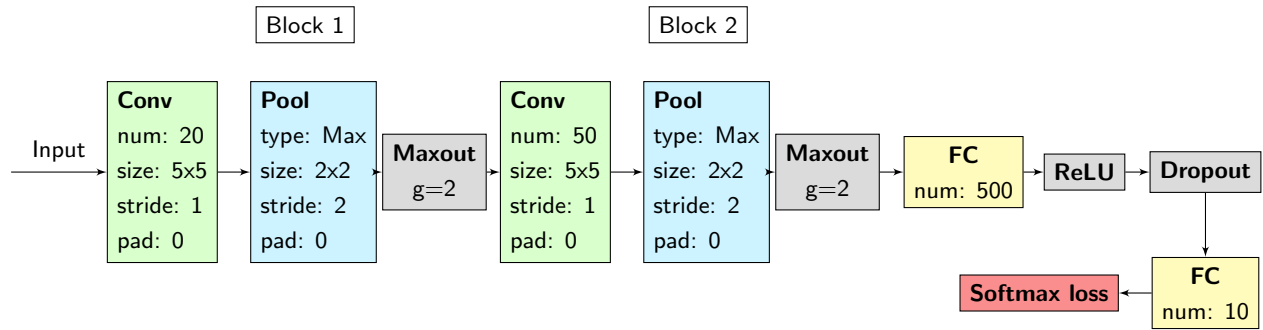 Block 1
Block 2
Input
Conv
num: 20
size: 5x5
stride: 1
pad: 0
Pool
type: Max
size: 2x2
stride: 2
pad: 0
Maxout
g=2
Conv
num: 50
size: 5x5
stride: 1
pad: 0
Pool
type: Max
size: 2x2
stride: 2
pad: 0
Maxout
g=2
FC
num: 500
ReLU
Dropout
FC
num: 10
Softmax loss